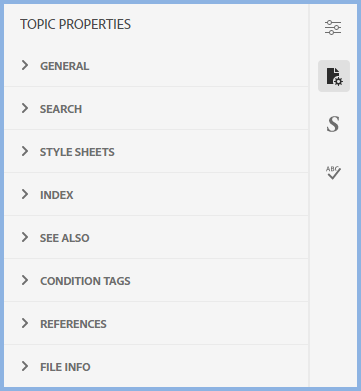 TOPIC PROPERTIES
GENERAL
SEARCH
STYLE SHEETS
INDEX
SEE ALSO
CONDITION TAGS
REFERENCES
FILE INFO
S
ABC